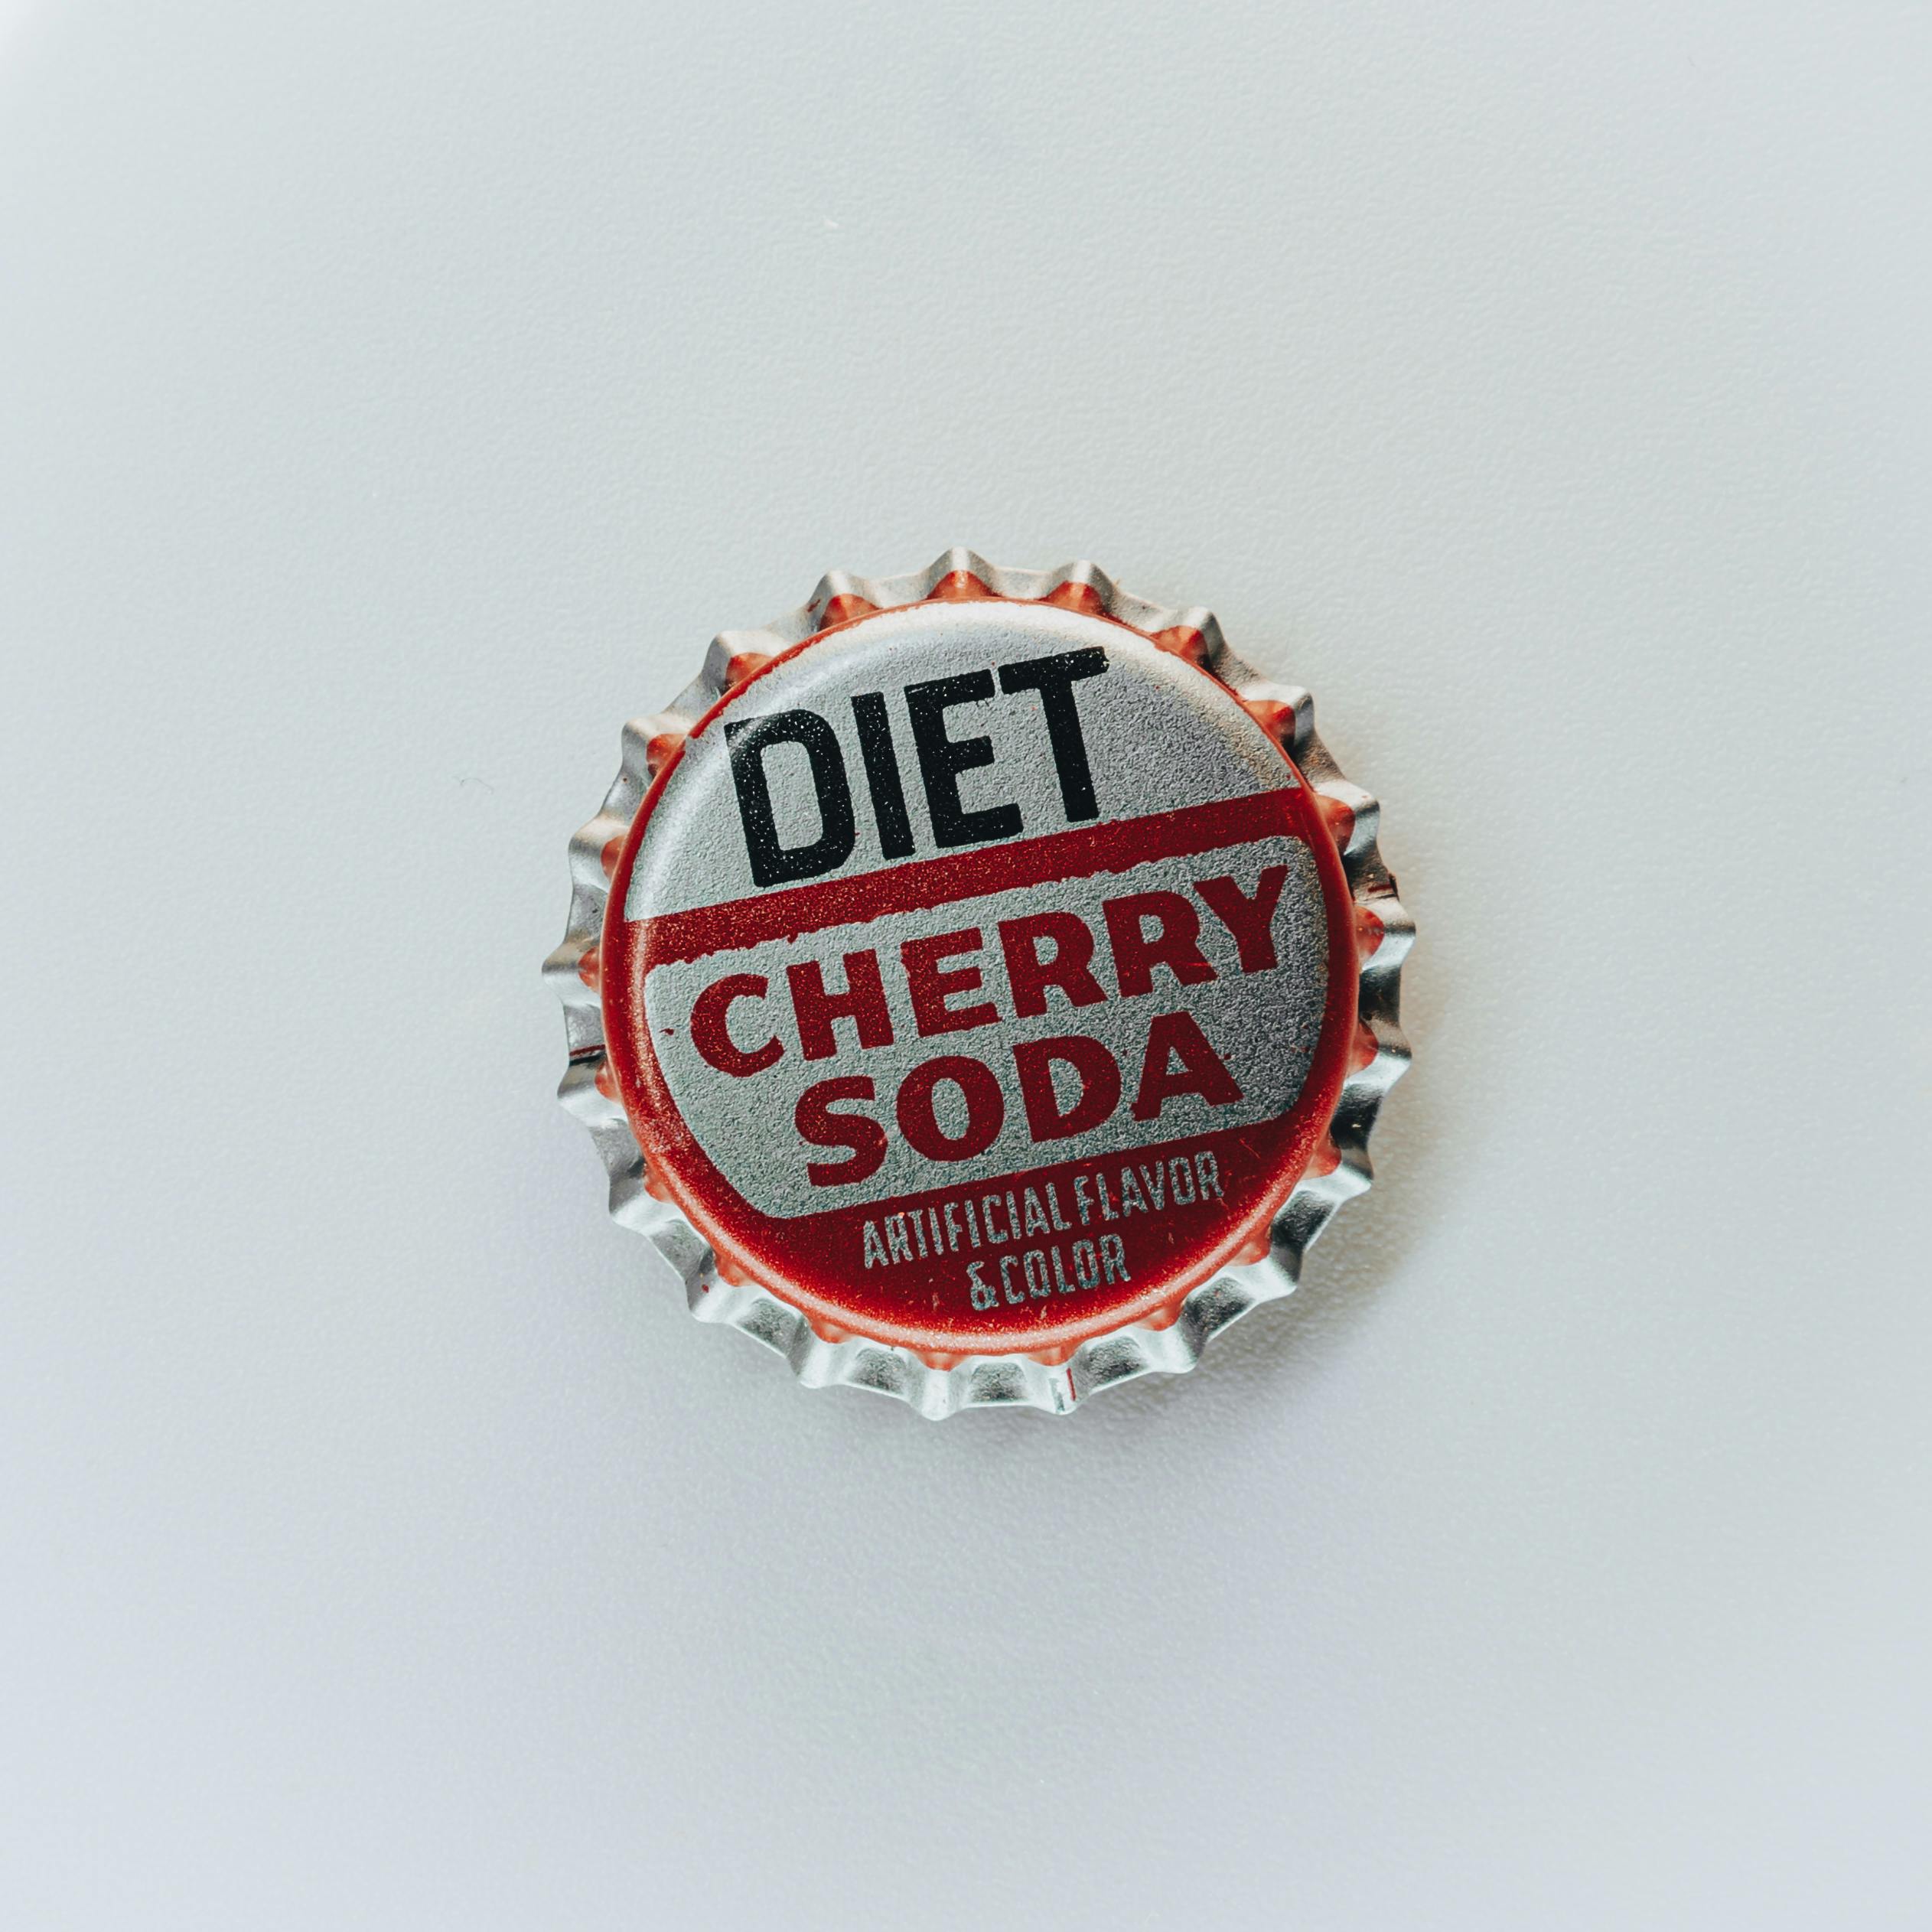 DIET
CHERRY
SODA
ARTIFICIAL FLAVOR
& COLOR